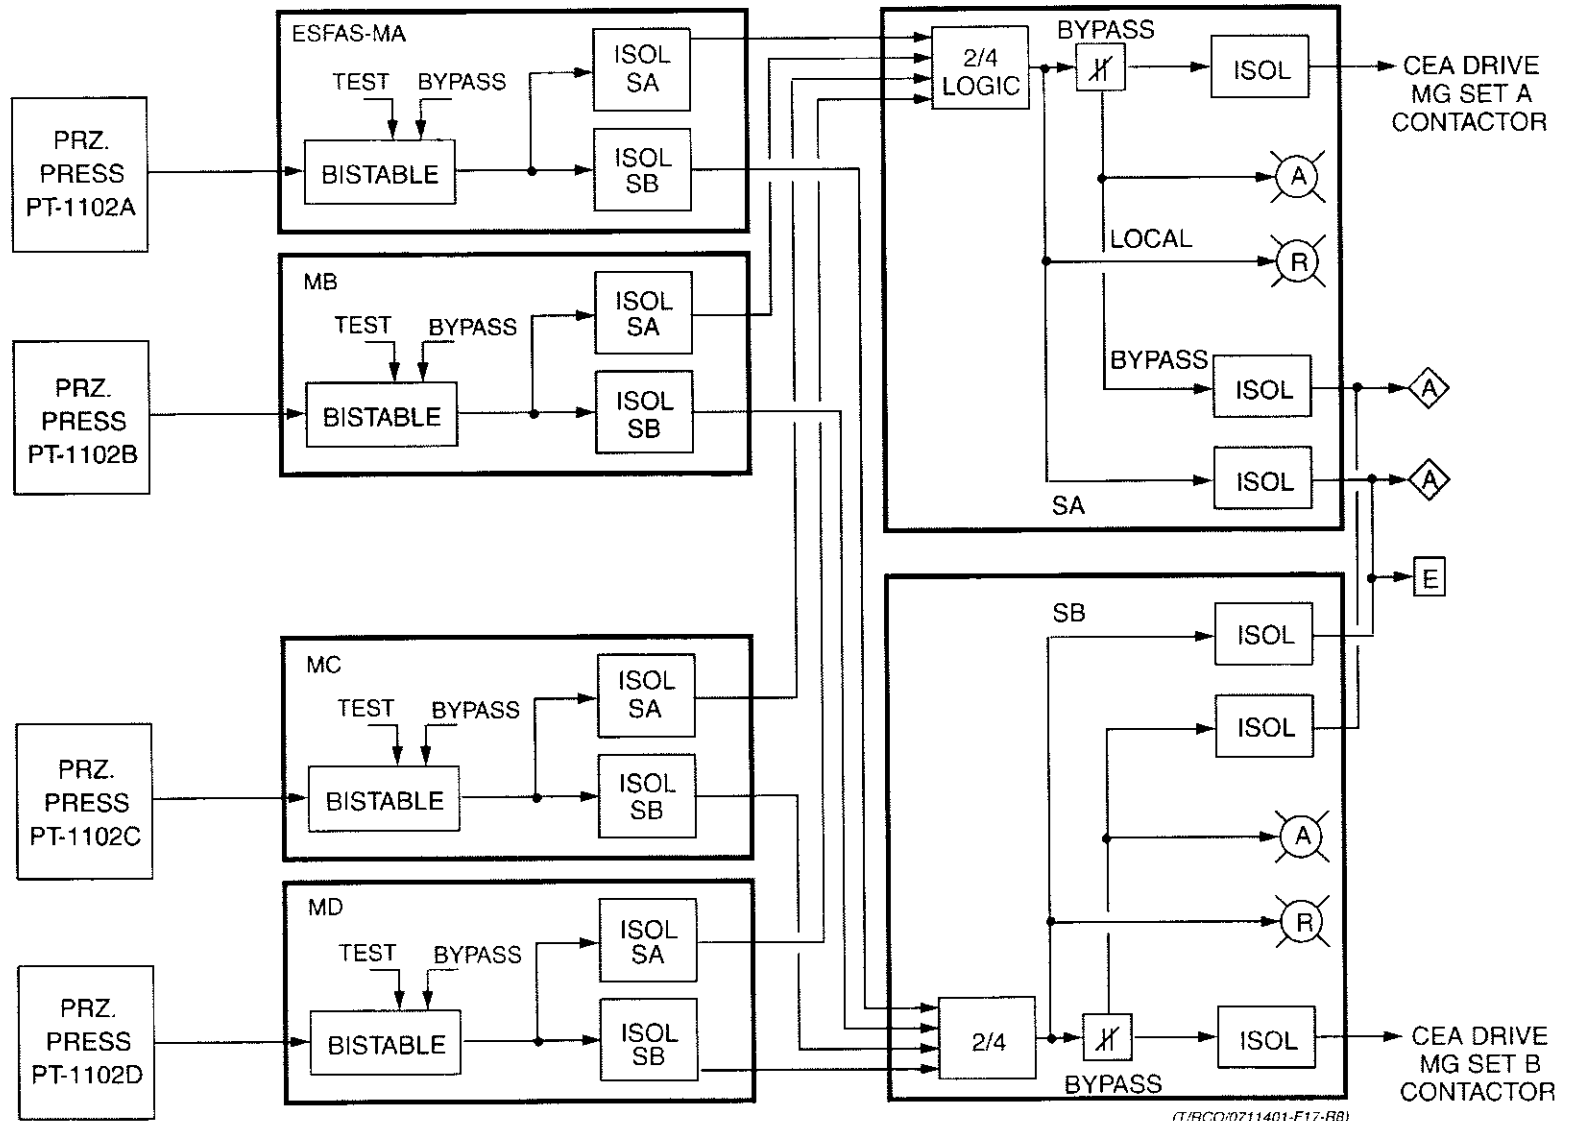 ESFAS-MA
TEST
BYPASS
PRZ.
PRESS
PT-1102A
BISTABLE
ISOL
SA
ISOL
SB
MB
TEST
BYPASS
PRZ.
PRESS
PT-1102B
BISTABLE
ISOL
SA
ISOL
SB
MC
TEST
BYPASS
PRZ.
PRESS
PT-1102C
BISTABLE
ISOL
SA
ISOL
SB
MD
TEST
BYPASS
PRZ.
PRESS
PT-1102D
BISTABLE
ISOL
SA
ISOL
SB
2/4
LOGIC
BYPASS
ISOL
CEA DRIVE
MG SET A
CONTACTOR
A
LOCAL
R
BYPASS
ISOL
A
ISOL
A
SA
E
SB
ISOL
ISOL
A
R
2/4
BYPASS
ISOL
CEA DRIVE
MG SET B
CONTACTOR
(T/RCO/0711401-F17-R8)